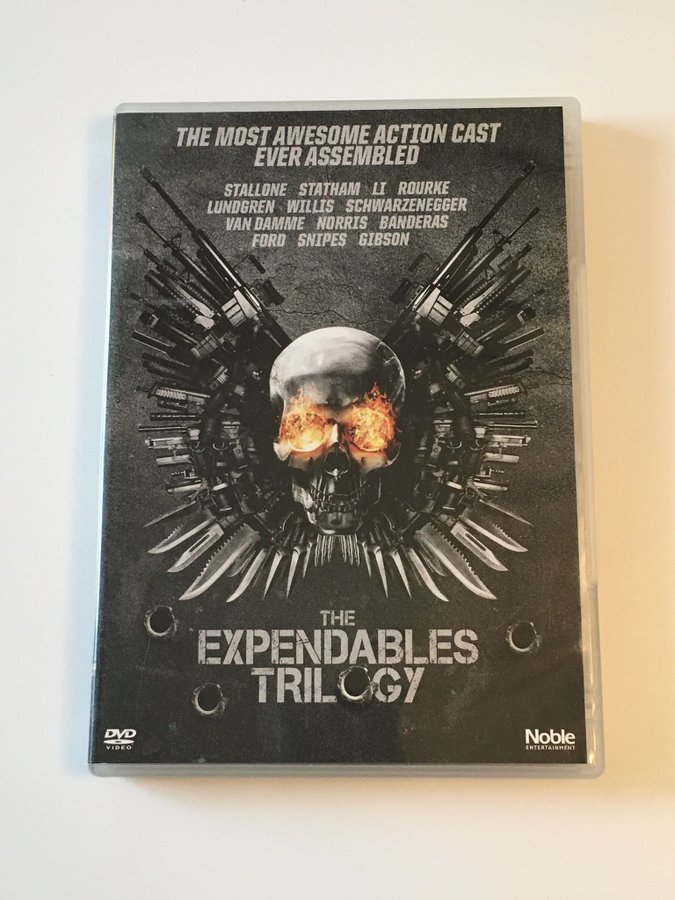 THE MOST AWESOME ACTION CAST
EVER ASSEMBLED
STALLONE STATHAM LI ROURKE
LUNDGREN WILLIS SCHWARZENEGGER
VAN DAMME NORRIS BANDERAS
FORD SNIPES GIBSON
THE
EXPENDABLES
TRILOGY
DVD
VIDEO
Noble
ENTERTAINMENT